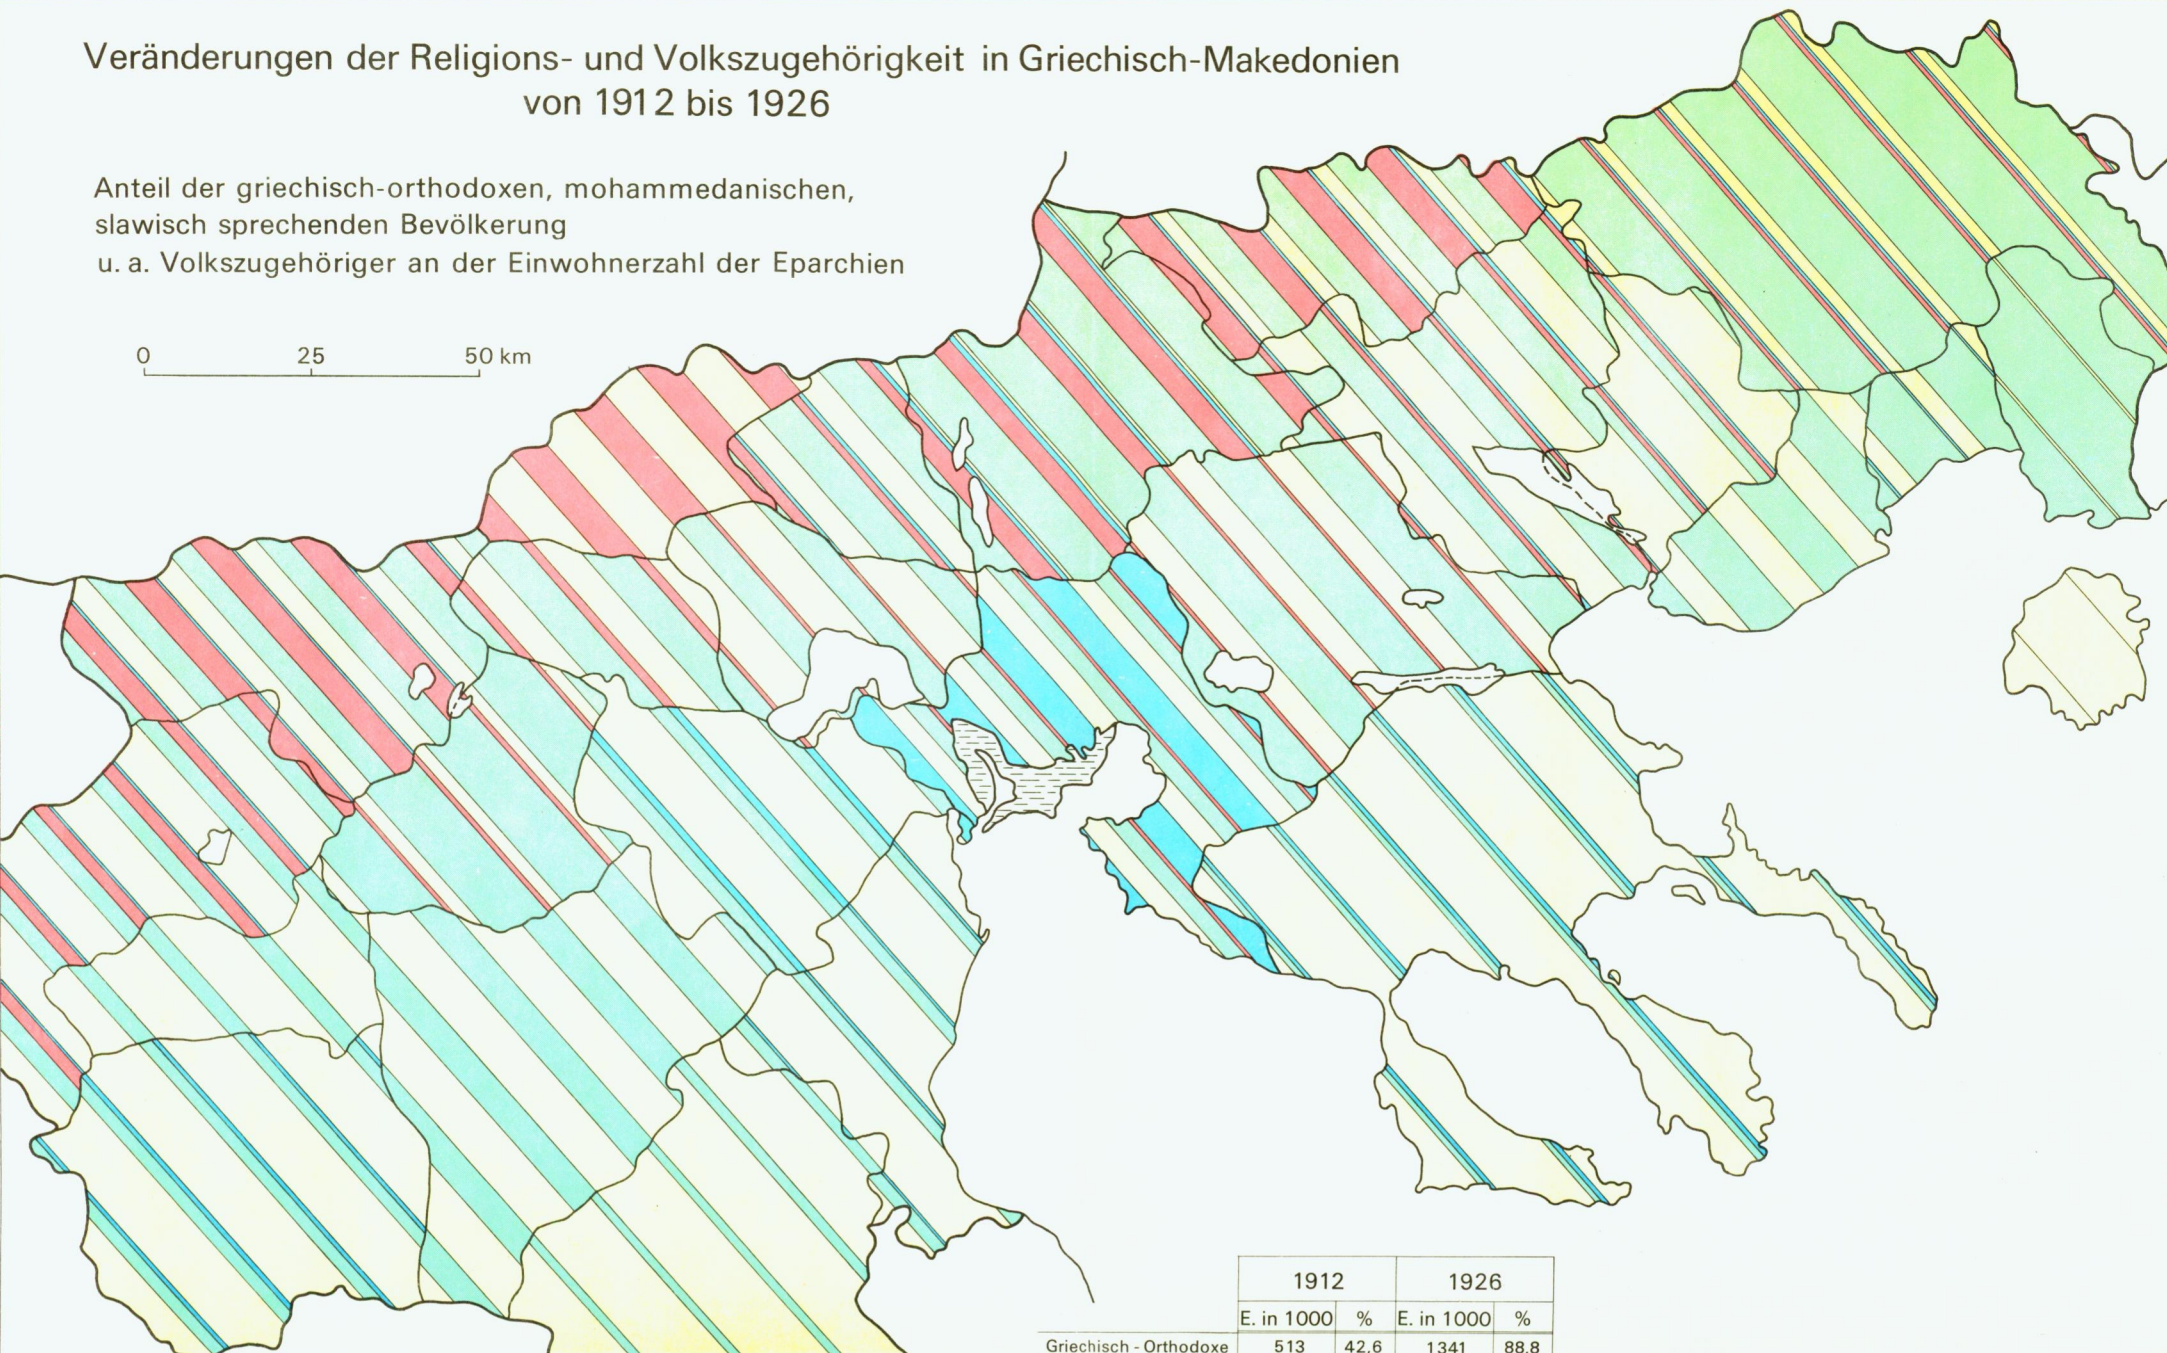 Veränderungen der Religions- und Volkszugehörigkeit in Griechisch-Makedonien
von 1912 bis 1926
Anteil der griechisch-orthodoxen, mohammedanischen,
slawisch sprechenden Bevölkerung
u. a. Volkszugehöriger an der Einwohnerzahl der Eparchien
0 25 50 km
1912 1926
E. in 1000 % E. in 1000 %
Griechisch - Orthodoxe 513 42,6 1341 88,8